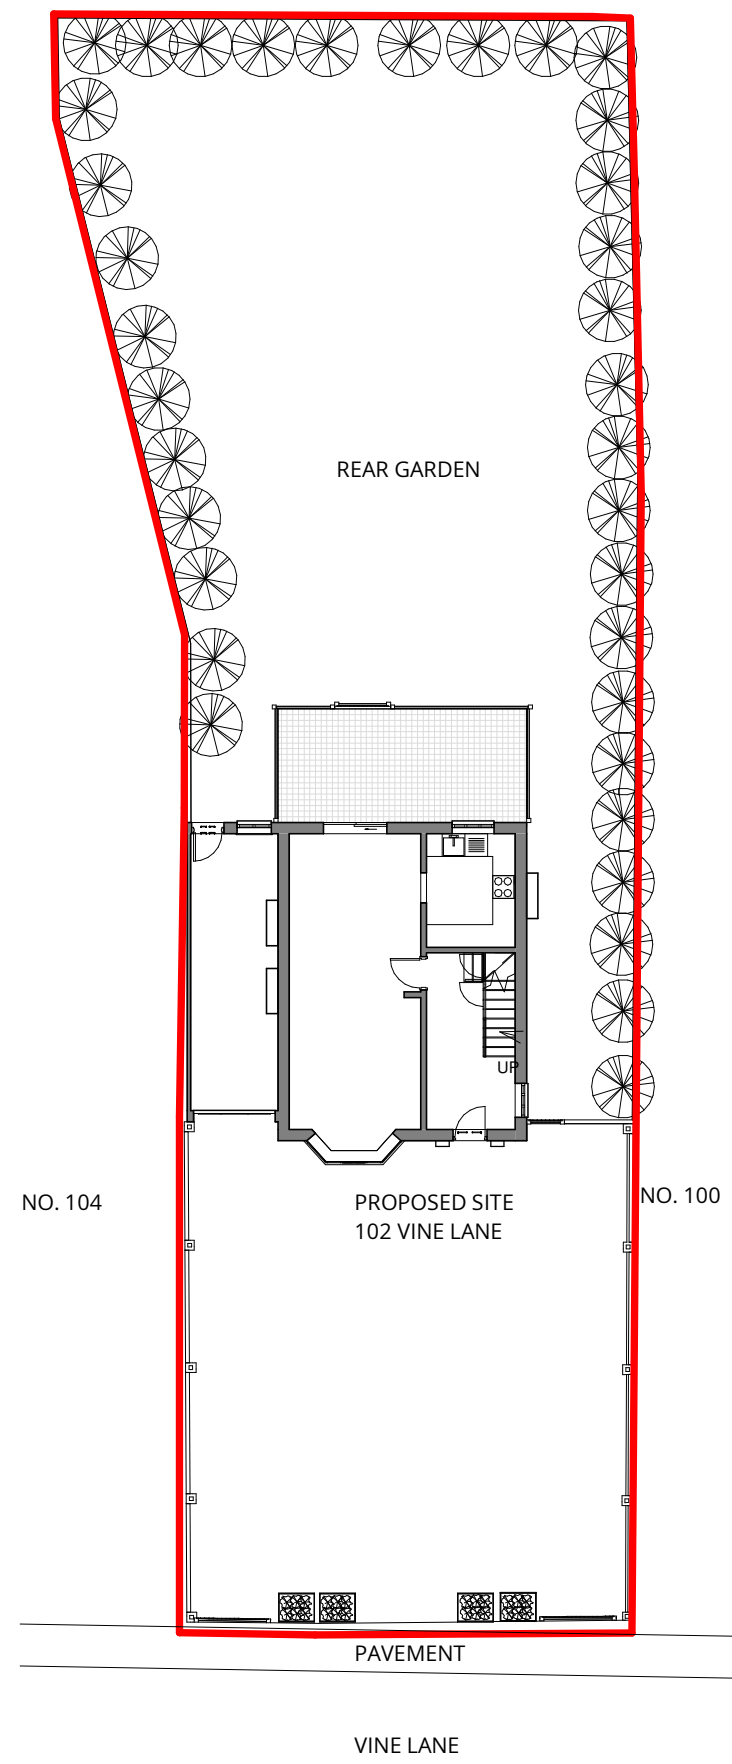 REAR GARDEN
UP
NO. 104
PROPOSED SITE
102 VINE LANE
NO. 100
PAVEMENT
VINE LANE